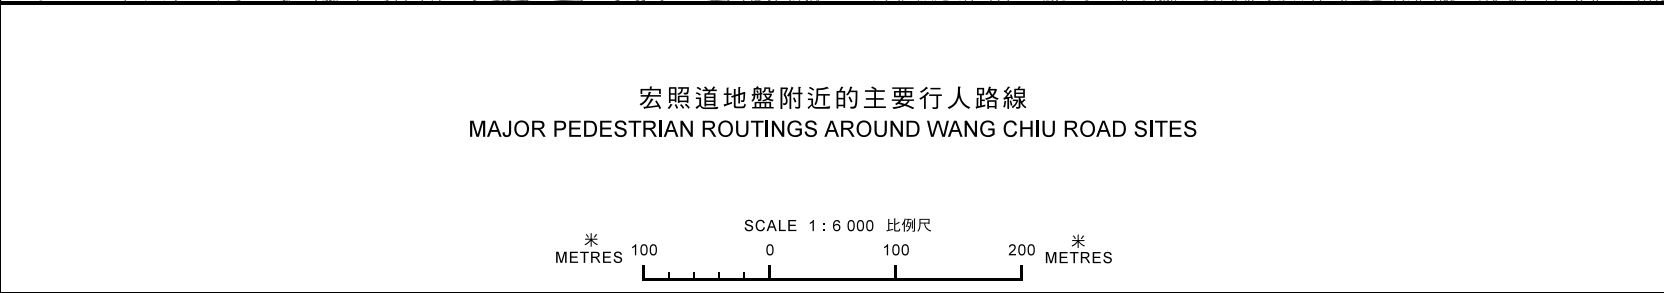 宏照道地盤附近的主要行人路線
MAJOR PEDESTRIAN ROUTINGS AROUND WANG CHIU ROAD SITES
SCALE 1 : 6 000 比例尺
米
METRES 100 0 100 200 米
METRES